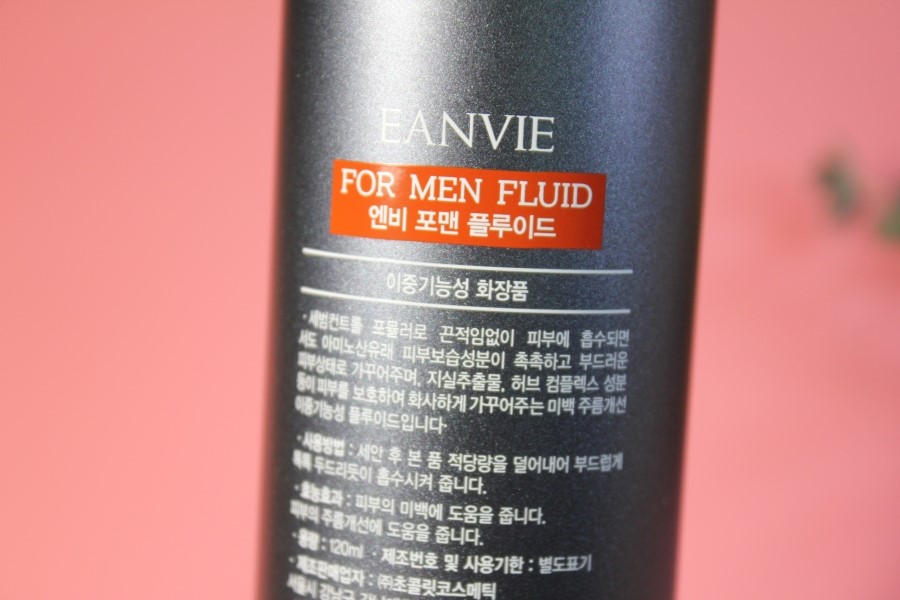 EANVIE
FOR MEN FLUID
엔비 포맨 플루이드
이중기능성 화장품
· 세범컨트롤 포뮬러로 끈적임없이 피부에 흡수되면
서도 아미노산유래 피부보습성분이 촉촉하고 부드러운
피부상태로 가꾸어주며, 지실추출물, 허브 컴플렉스 성분
등이 피부를 보호하여 화사하게 가꾸어주는 미백 주름개선
이중기능성 플루이드입니다·
· 사용방법 : 세안 후 본 품 적당량을 덜어내어 부드럽게
톡톡 두드리듯이 흡수시켜 줍니다.
· 효능효과 : 피부의 미백에 도움을 줍니다.
피부의 주름개선에 도움을 줍니다.
· 용량 : 120ml · 제조번호 및 사용기한 : 별도표기
· 제조판매업자 : ㈜초콜릿코스메틱
서울시 강남구